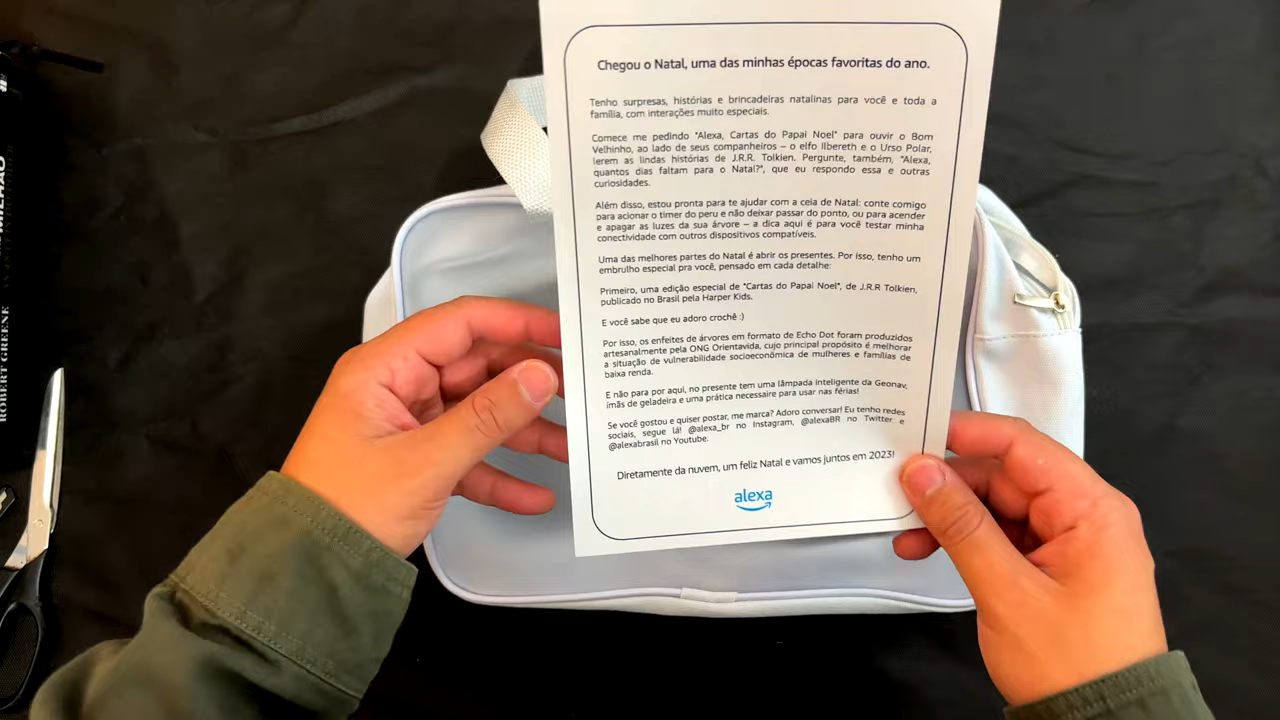 Chegou o Natal, uma das minhas épocas favoritas do ano.
Tenho surpresas, histórias e brincadeiras natalinas para você e toda a
família, com interações muito especiais.
Comece me pedindo "Alexa, Cartas do Papai Noel" para ouvir o Bom
Velhinho, ao lado de seus companheiros – o elfo Ilbereth e o Urso Polar,
lerem as lindas histórias de J.R.R. Tolkien. Pergunte, também, "Alexa,
quantos dias faltam para o Natal?", que eu respondo essa e outras
curiosidades.
Além disso, estou pronta para te ajudar com a ceia de Natal: conte comigo
para acionar o timer do peru e não deixar passar do ponto, ou para acender
e apagar as luzes da sua árvore – a dica aqui é para você testar minha
conectividade com outros dispositivos compatíveis.
Uma das melhores partes do Natal é abrir os presentes. Por isso, tenho um
embrulho especial pra você, pensado em cada detalhe:
Primeiro, uma edição especial de "Cartas do Papai Noel", de J.R.R Tolkien,
publicado no Brasil pela Harper Kids.
E você sabe que eu adoro crochê :)
Por isso, os enfeites de árvores em formato de Echo Dot foram produzidos
artesanalmente pela ONG Orientavida, cujo principal propósito é melhorar
a situação de vulnerabilidade socioeconômica de mulheres e famílias de
baixa renda.
E não para por aqui, no presente tem uma lâmpada inteligente da Geonav,
ímãs de geladeira e uma prática necessaire para usar nas férias!
Se você gostou e quiser postar, me marca? Adoro conversar! Eu tenho redes
sociais, segue lá! @alexa_br no Instagram, @alexaBR no Twitter e
@alexabrasil no Youtube.
Diretamente da nuvem, um feliz Natal e vamos juntos em 2023!
alexa
ROBERT GREENE